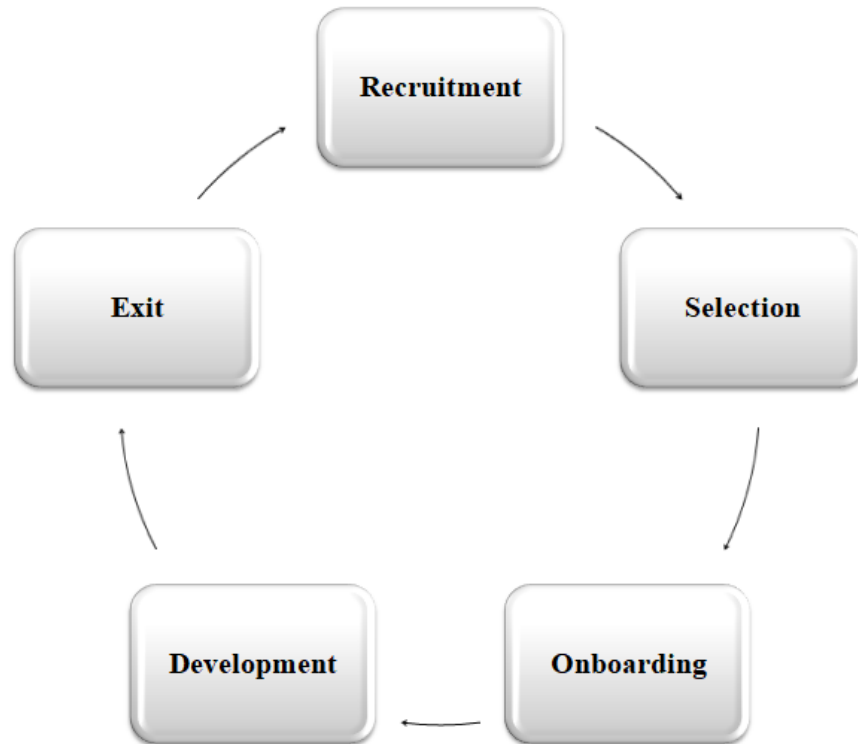 Recruitment
Selection
Onboarding
Development
Exit